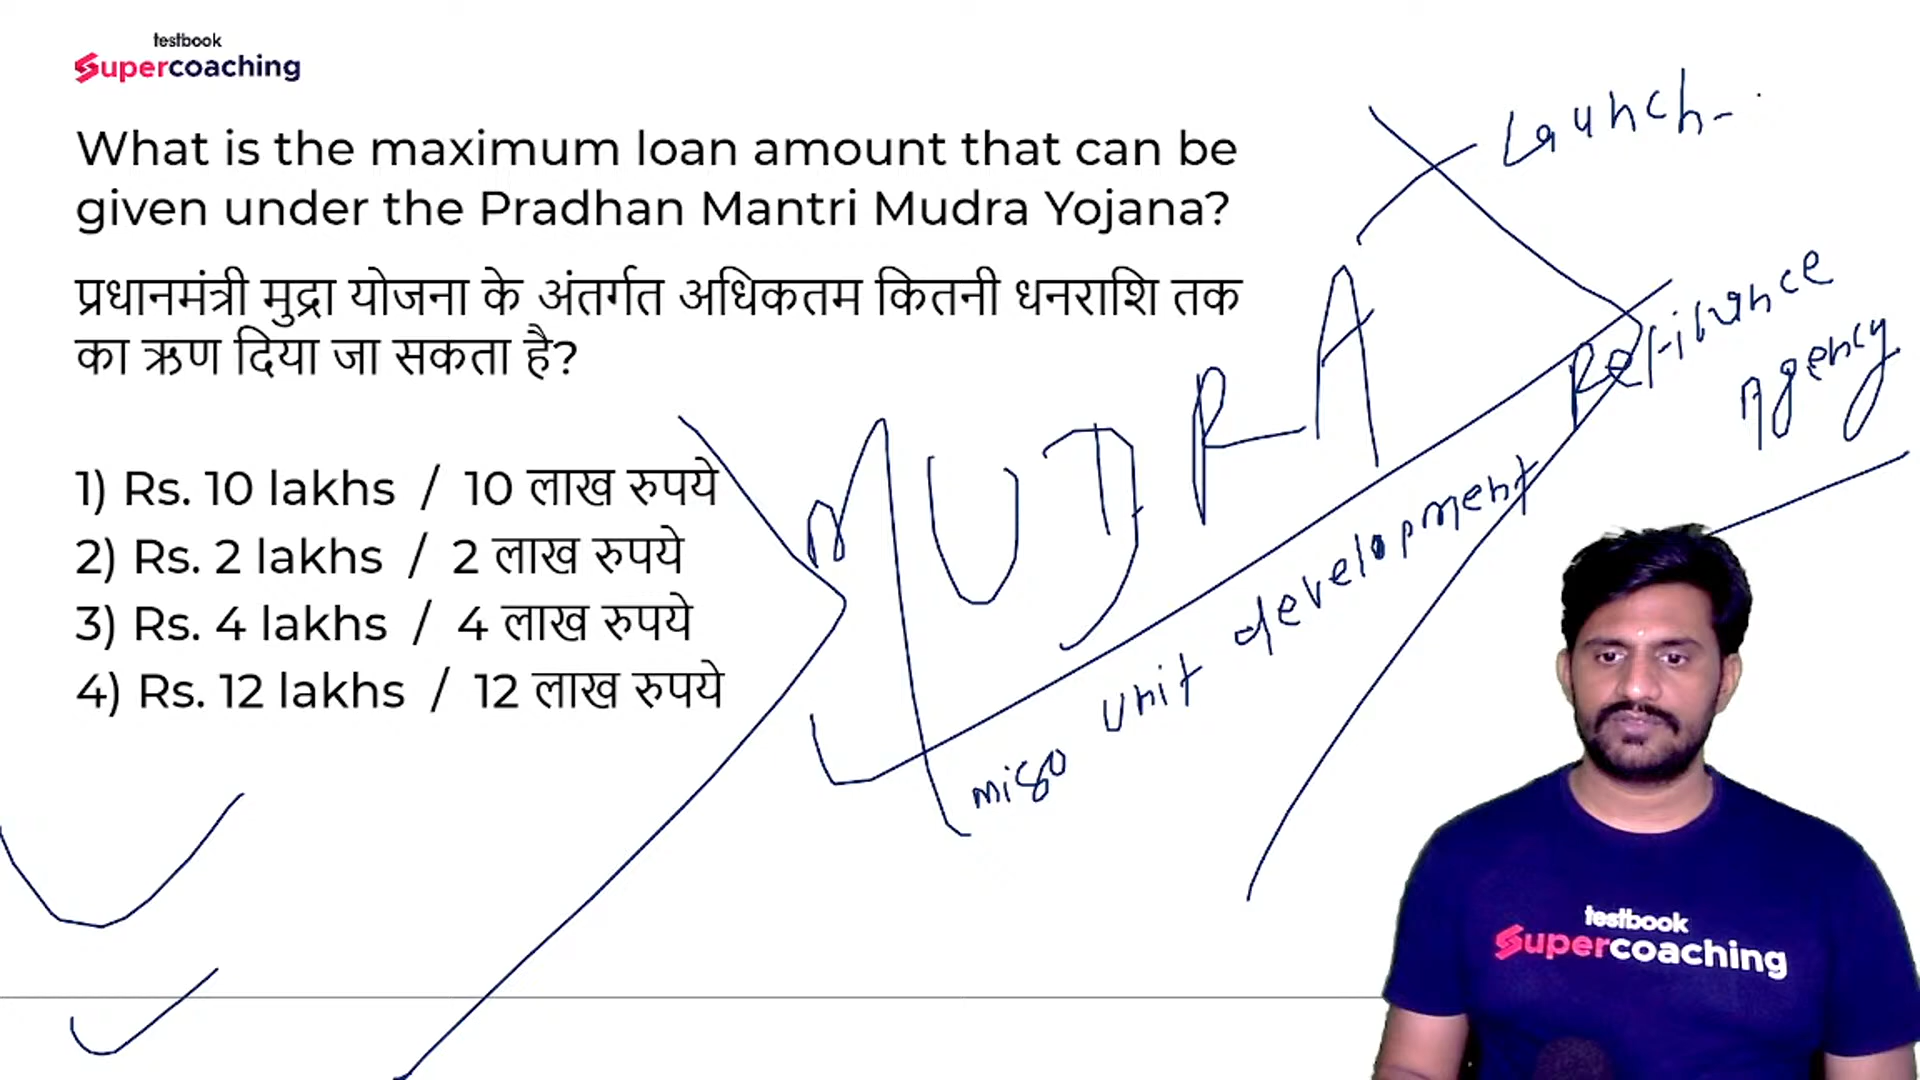 testbook
Supercoaching
What is the maximum loan amount that can be
given under the Pradhan Mantri Mudra Yojana?
प्रधानमंत्री मुद्रा योजना के अंतर्गत अधिकतम कितनी धनराशि तक
का ऋण दिया जा सकता है?
1) Rs. 10 lakhs / 10 लाख रुपये
2) Rs. 2 lakhs / 2 लाख रुपये
3) Rs. 4 lakhs / 4 लाख रुपये
4) Rs. 12 lakhs / 12 लाख रुपये
Launch-
MUDRA
unit development
Agency
testbook
Supercoaching